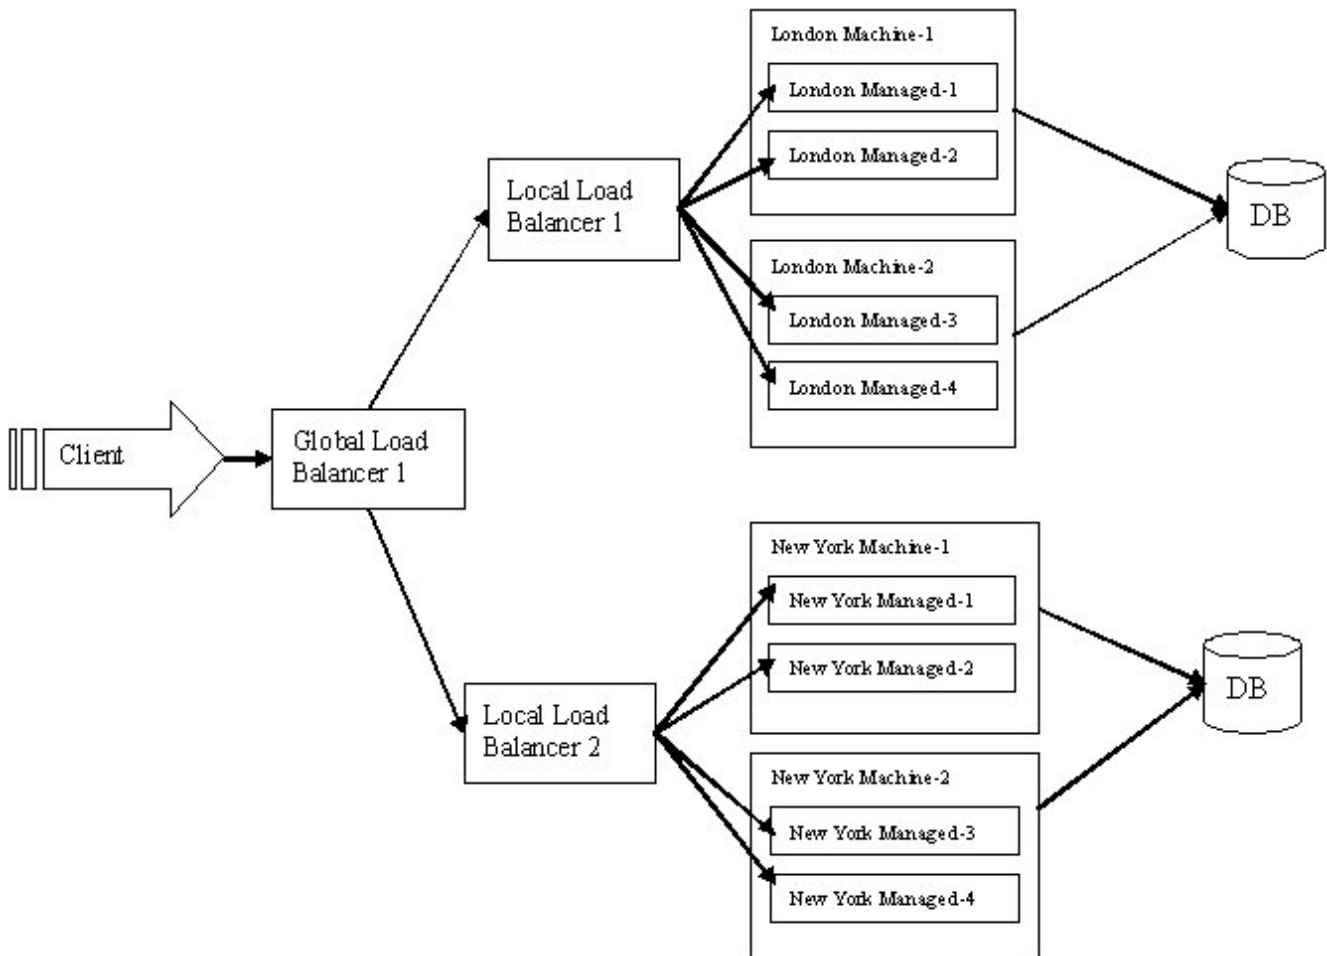 London Machine-1
London Managed-1
London Managed-2
Local Load
Balancer 1
DB
London Machine-2
London Managed-3
London Managed-4
Client
Global Load
Balancer 1
New York Machine-1
New York Managed-1
New York Managed-2
Local Load
Balancer 2
DB
New York Machine-2
New York Managed-3
New York Managed-4